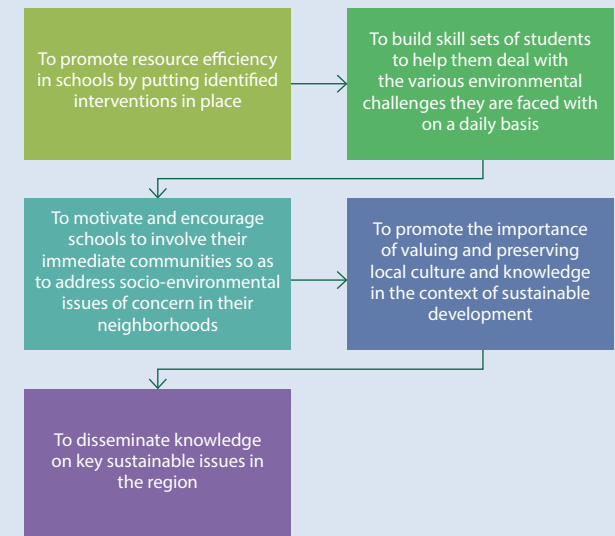 To promote resource efficiency
in schools by putting identified
interventions in place
To build skill sets of students
to help them deal with
the various environmental
challenges they are faced with
on a daily basis
To motivate and encourage
schools to involve their
immediate communities so as
to address socio-environmental
issues of concern in their
neighborhoods
To promote the importance
of valuing and preserving
local culture and knowledge
in the context of sustainable
development
To disseminate knowledge
on key sustainable issues in
the region